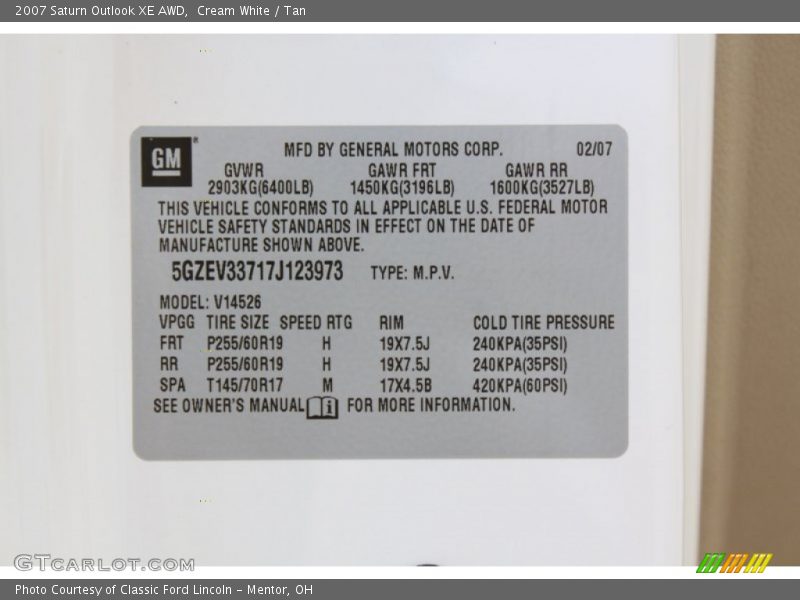 2007 Saturn Outlook XE AWD,  Cream White / Tan
GM ®
MFD BY GENERAL MOTORS CORP. 02/07
GVWR GAWR FRT GAWR RR
2903KG(6400LB) 1450KG(3196LB) 1600KG(3527LB)
THIS VEHICLE CONFORMS TO ALL APPLICABLE U.S. FEDERAL MOTOR
VEHICLE SAFETY STANDARDS IN EFFECT ON THE DATE OF
MANUFACTURE SHOWN ABOVE.
5GZEV33717J123973 TYPE: M.P.V.
MODEL: V14526
VPGG TIRE SIZE SPEED RTG RIM COLD TIRE PRESSURE
FRT P255/60R19 H 19X7.5J 240KPA(35PSI)
RR P255/60R19 H 19X7.5J 240KPA(35PSI)
SPA T145/70R17 M 17X4.5B 420KPA(60PSI)
SEE OWNER'S MANUAL i FOR MORE INFORMATION.
GTCARLOT.COM
Photo Courtesy of Classic Ford Lincoln - Mentor, OH